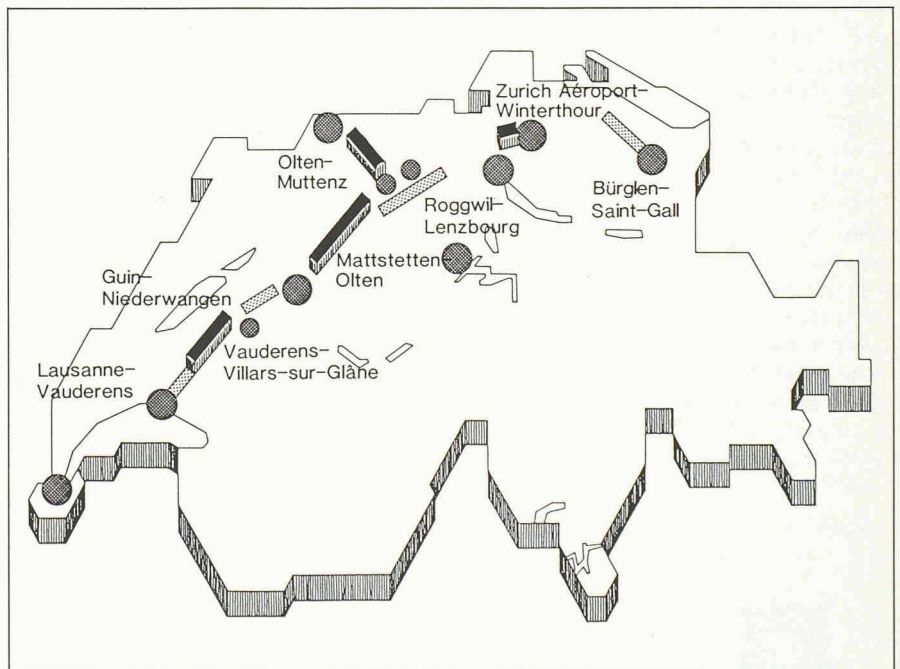 Zurich Aéroport-
Winterthour
Olten-
Muttenz
Bürglen-
Saint-Gall
Roggwil-
Lenzbourg
Mattstetten-
Olten
Guin-
Niederwangen
Vauderens-
Villars-sur-Glâne
Lausanne-
Vauderens